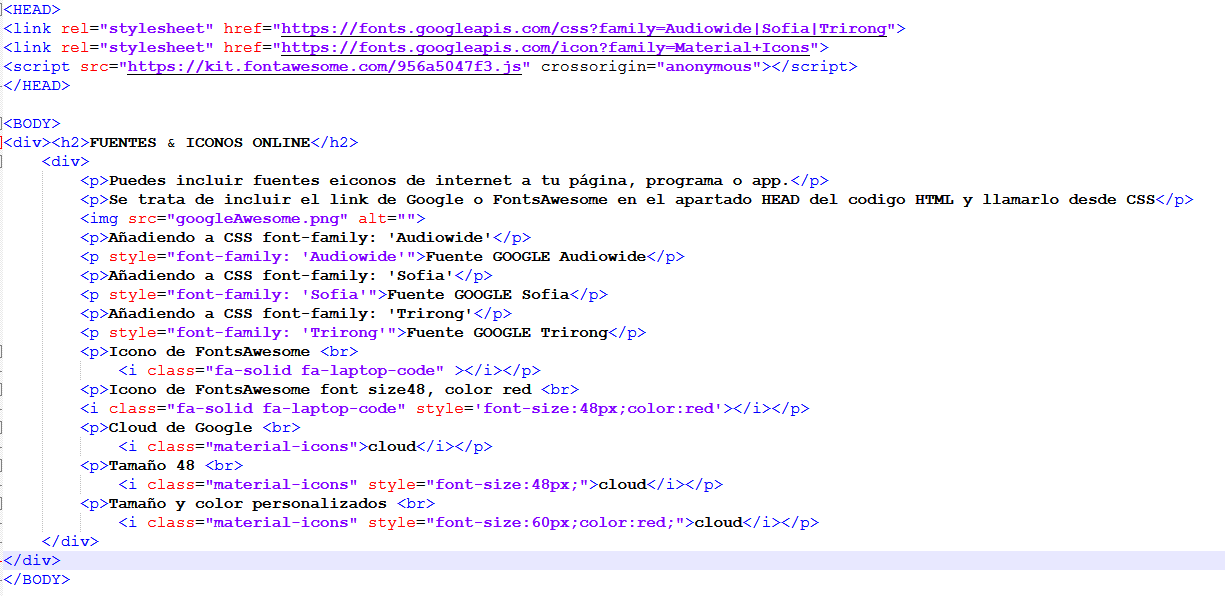 <HEAD>
<link rel="stylesheet" href="https://fonts.googleapis.com/css?family=Audiowide|Sofia|Trirong">
<link rel="stylesheet" href="https://fonts.googleapis.com/icon?family=Material+Icons">
<script src="https://kit.fontawesome.com/956a5047f3.js" crossorigin="anonymous"></script>
</HEAD>

<BODY>
<div><h2>FUENTES & ICONOS ONLINE</h2>
    <div>
        <p>Puedes incluir fuentes eiconos de internet a tu página, programa o app.</p>
        <p>Se trata de incluir el link de Google o FontsAwesome en el apartado HEAD del codigo HTML y llamarlo desde CSS</p>
        <img src="googleAwesome.png" alt="">
        <p>Añadiendo a CSS font-family: 'Audiowide'</p>
        <p style="font-family: 'Audiowide'">Fuente GOOGLE Audiowide</p>
        <p>Añadiendo a CSS font-family: 'Sofia'</p>
        <p style="font-family: 'Sofia'">Fuente GOOGLE Sofia</p>
        <p>Añadiendo a CSS font-family: 'Trirong'</p>
        <p style="font-family: 'Trirong'">Fuente GOOGLE Trirong</p>
        <p>Icono de FontsAwesome <br>
            <i class="fa-solid fa-laptop-code" ></i></p>
        <p>Icono de FontsAwesome font size48, color red <br>
        <i class="fa-solid fa-laptop-code" style='font-size:48px;color:red'></i></p>
        <p>Cloud de Google <br>
            <i class="material-icons">cloud</i></p>
        <p>Tamaño 48 <br>
            <i class="material-icons" style="font-size:48px;">cloud</i></p>
        <p>Tamaño y color personalizados <br>
            <i class="material-icons" style="font-size:60px;color:red;">cloud</i></p>
    </div>
</div>
</BODY>